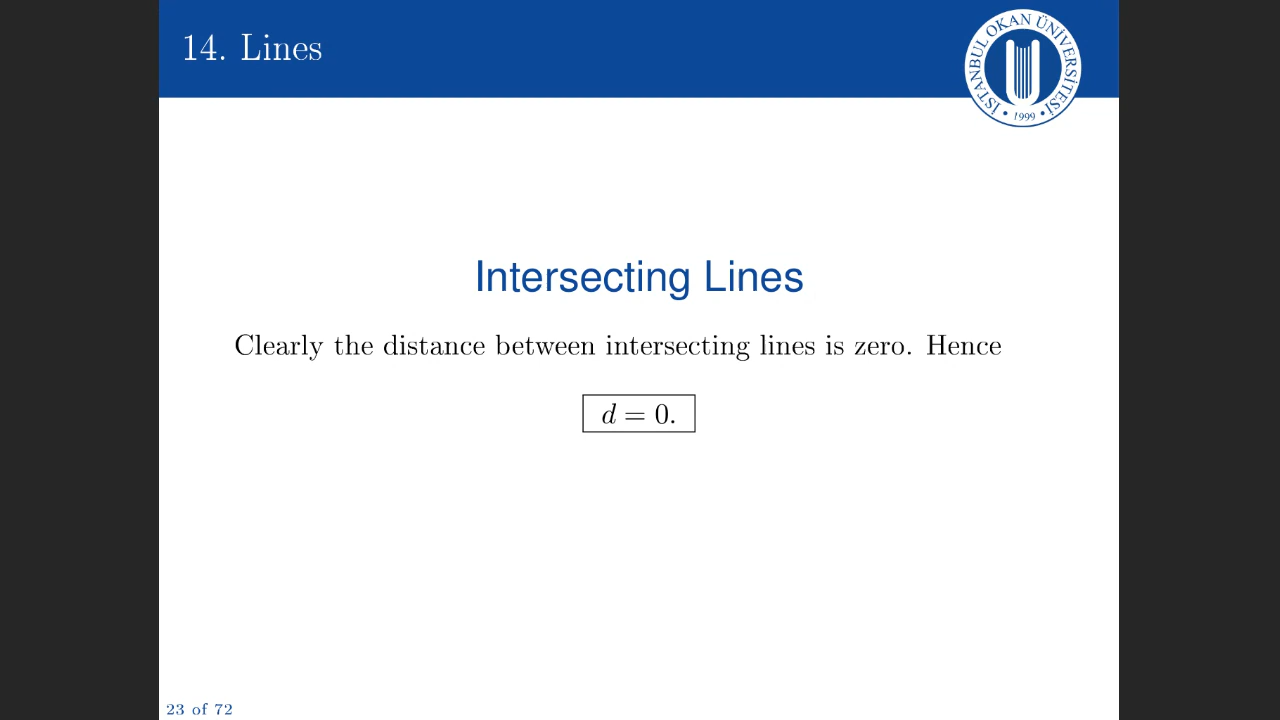 14. Lines
İSTANBUL OKAN ÜNİVERSİTESİ
• 1999 •
Intersecting Lines
Clearly the distance between intersecting lines is zero. Hence
d = 0.
23 of 72